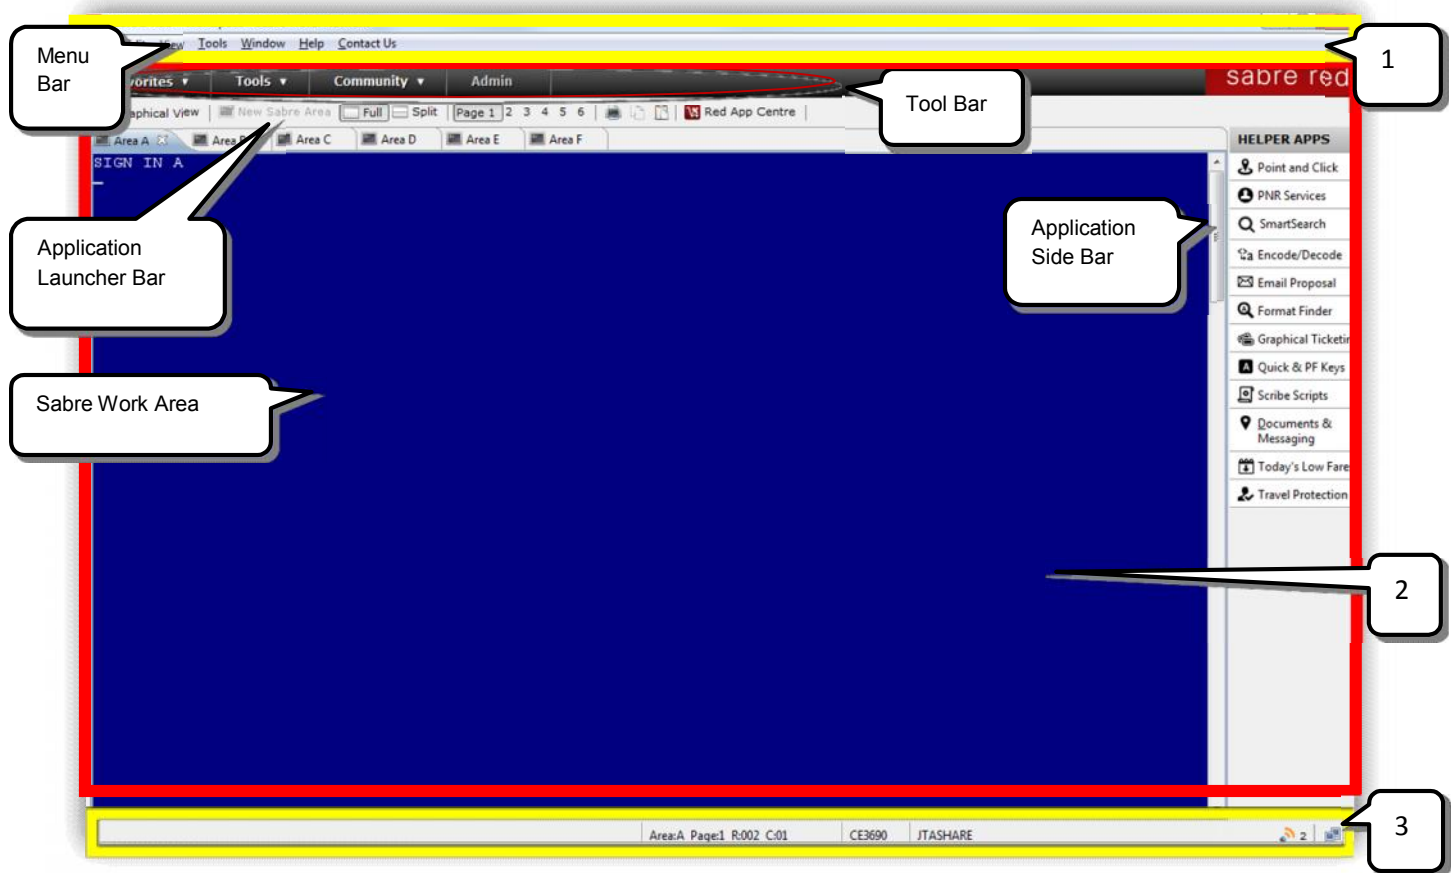 Tools Window Help Contact Us
1
Menu
Bar
Tools ▾ Community ▾ Admin
sabre red
Tool Bar
New Sabre Area Full Split Page 1 2 3 4 5 6 Red App Centre
Area A Area C Area D Area E Area F
HELPER APPS
SIGN IN A
Point and Click
PNR Services
SmartSearch
Encode/Decode
Email Proposal
Format Finder
Graphical Ticketin
Quick & PF Keys
Scribe Scripts
Documents &
Messaging
Today's Low Fare
Travel Protection
Application
Side Bar
Application
Launcher Bar
Sabre Work Area
2
3
Area:A Page:1 R:002 C:01 CE3690 JTASHARE 2